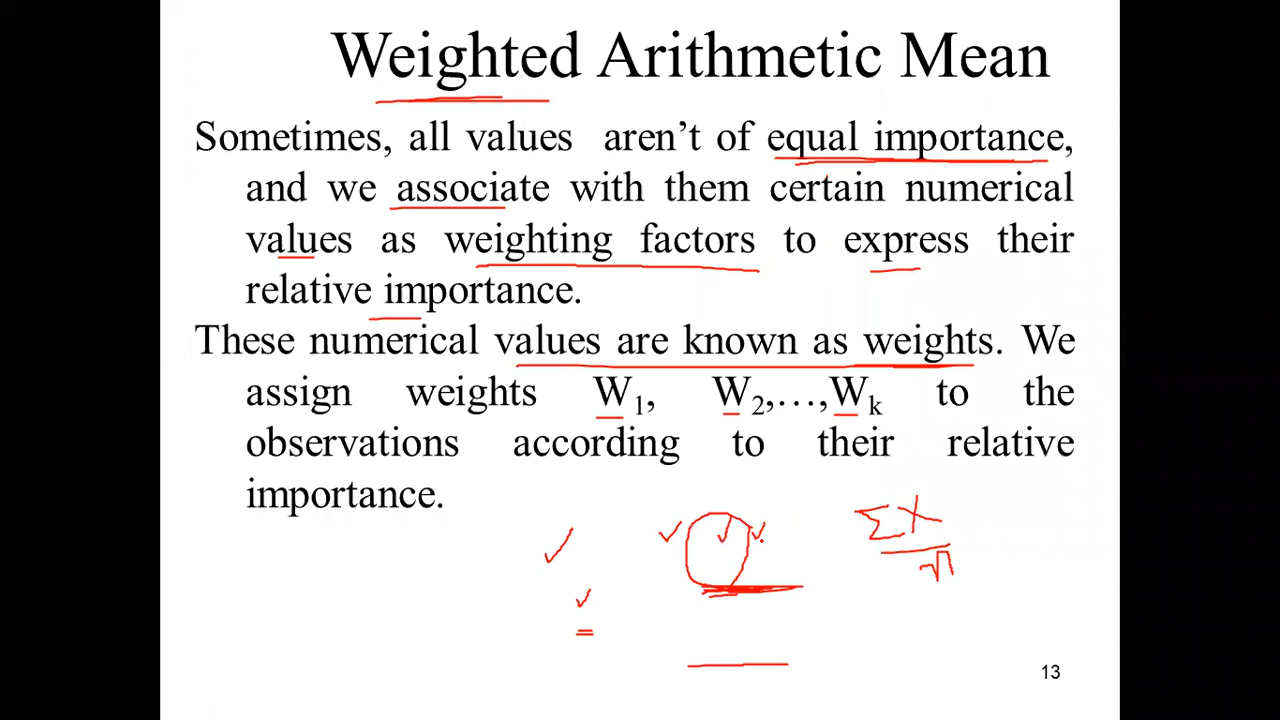 Weighted Arithmetic Mean
Sometimes, all values aren’t of equal importance,
and we associate with them certain numerical
values as weighting factors to express their
relative importance.
These numerical values are known as weights. We
assign weights W₁, W₂,…,Wₖ to the
observations according to their relative
importance.
ΣX
n
13